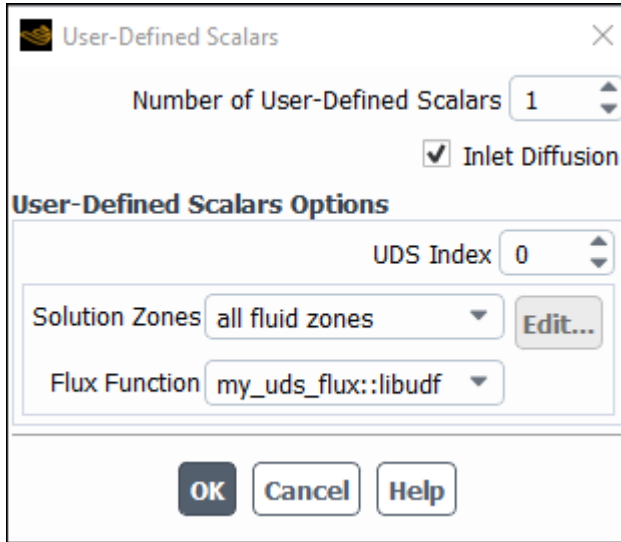 User-Defined Scalars
Number of User-Defined Scalars 1
Inlet Diffusion
User-Defined Scalars Options
UDS Index 0
Solution Zones all fluid zones Edit...
Flux Function my_uds_flux::libudf
OK Cancel Help